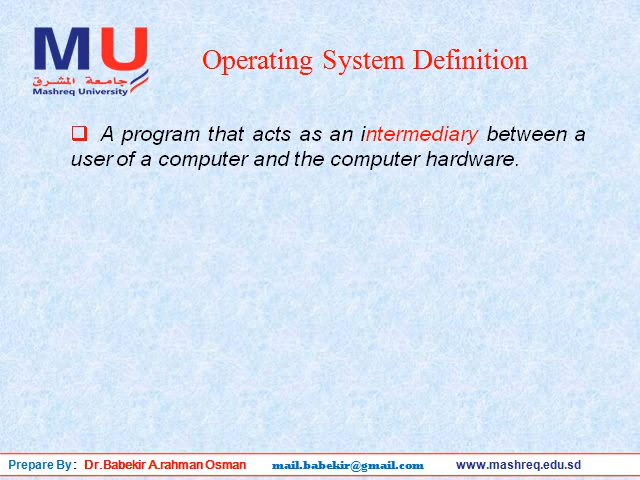 MU
جامعة المشرق
Mashreq University
Operating System Definition
❑ A program that acts as an intermediary between a
user of a computer and the computer hardware.
Prepare By : Dr.Babekir A.rahman Osman mail.babekir@gmail.com www.mashreq.edu.sd